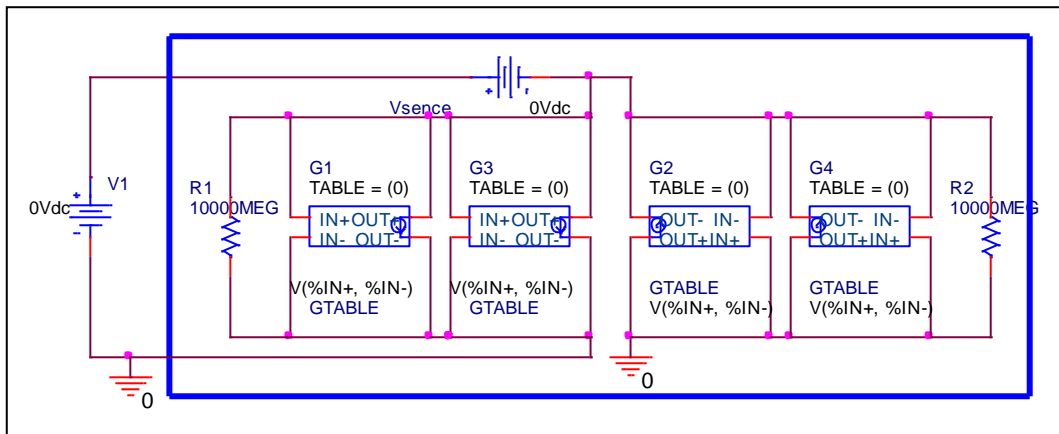 Vsence
0Vdc
V1
0Vdc
R1
10000MEG
G1
TABLE = (0)
IN+OUT+
IN- OUT-
V(%IN+, %IN-)
GTABLE
G3
TABLE = (0)
IN+OUT+
IN- OUT-
V(%IN+, %IN-)
GTABLE
G2
TABLE = (0)
OUT- IN-
OUT+IN+
GTABLE
V(%IN+, %IN-)
G4
TABLE = (0)
OUT- IN-
OUT+IN+
GTABLE
V(%IN+, %IN-)
R2
10000MEG
0
0